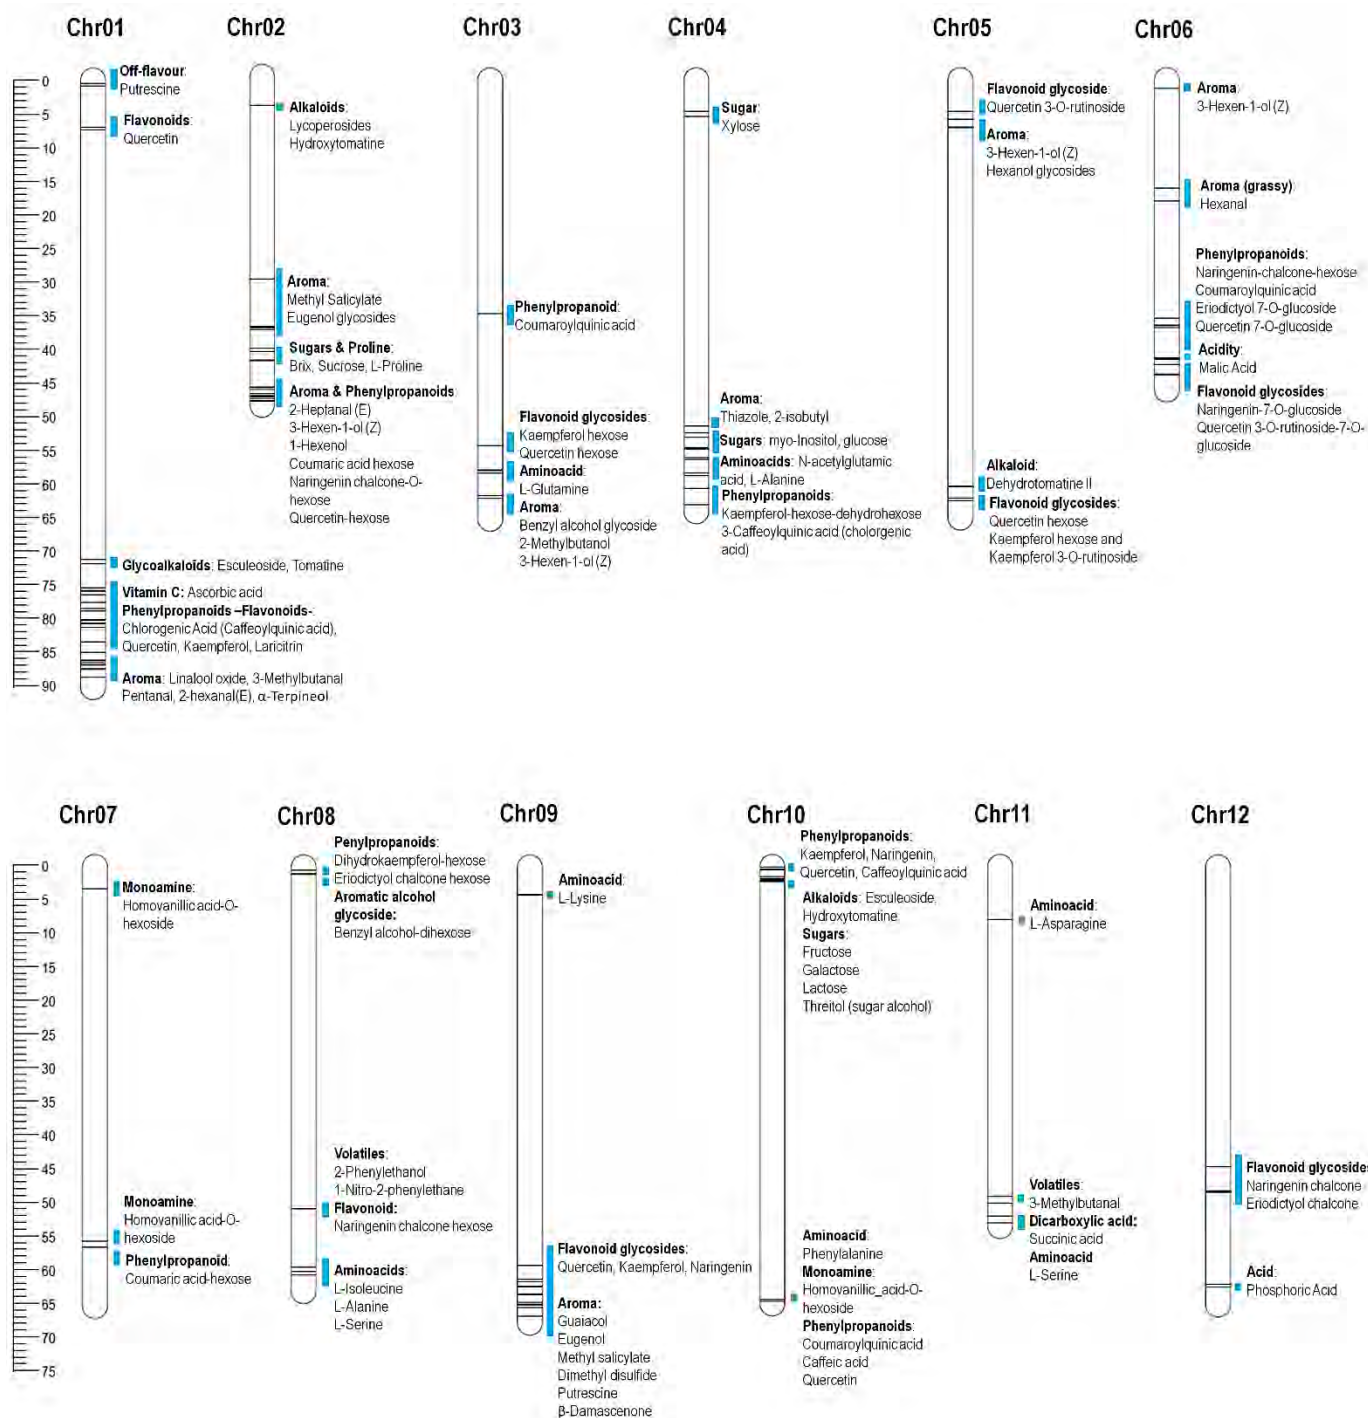 Chr01
Chr02
Chr03
Chr04
Chr05
Chr06
0
5
10
15
20
25
30
35
40
45
50
55
60
65
70
75
80
85
90
Off-flavour:
Putrescine
Flavonoids:
Quercetin
Glycoalkaloids: Esculeoside, Tomatine
Vitamin C: Ascorbic acid
Phenylpropanoids –Flavonoids-
Chlorogenic Acid (Caffeoylquinic acid),
Quercetin, Kaempferol, Laricitrin
Aroma: Linalool oxide, 3-Methylbutanal
Pentanal, 2-hexanal(E), α-Terpineol
Alkaloids:
Lycoperosides
Hydroxytomatine
Aroma:
Methyl Salicylate
Eugenol glycosides
Sugars & Proline:
Brix, Sucrose, L-Proline
Aroma & Phenylpropanoids
2-Heptanal (E)
3-Hexen-1-ol (Z)
1-Hexenol
Coumaric acid hexose
Naringenin chalcone-O-
hexose
Quercetin-hexose
Phenylpropanoid:
Coumaroylquinic acid
Flavonoid glycosides:
Kaempferol hexose
Quercetin hexose
Aminoacid:
L-Glutamine
Aroma:
Benzyl alcohol glycoside
2-Methylbutanol
3-Hexen-1-ol (Z)
Sugar:
Xylose
Aroma:
Thiazole, 2-isobutyl
Sugars: myo-Inositol, glucose
Aminoacids: N-acetylglutamic
acid, L-Alanine
Phenylpropanoids:
Kaempferol-hexose-dehydrohexose
3-Caffeoylquinic acid (cholorgenic
acid)
Flavonoid glycoside:
Quercetin 3-O-rutinoside
Aroma:
3-Hexen-1-ol (Z)
Hexanol glycosides
Alkaloid:
Dehydrotomatine II
Flavonoid glycosides:
Quercetin hexose
Kaempferol hexose and
Kaempferol 3-O-rutinoside
Aroma:
3-Hexen-1-ol (Z)
Aroma (grassy):
Hexanal
Phenylpropanoids:
Naringenin-chalcone-hexose
Coumaroylquinic acid
Eriodictyol 7-O-glucoside
Quercetin 7-O-glucoside
Acidity:
Malic Acid
Flavonoid glycosides:
Naringenin-7-O-glucoside
Quercetin 3-O-rutinoside-7-O-
glucoside
Chr07
Chr08
Chr09
Chr10
Chr11
Chr12
0
5
10
15
20
25
30
35
40
45
50
55
60
65
70
75
Monoamine:
Homovanillic acid-O-
hexoside
Monoamine:
Homovanillic acid-O-
hexoside
Phenylpropanoid:
Coumaric acid-hexose
Penylpropanoids:
Dihydrokaempferol-hexose
Eriodictyol chalcone hexose
Aromatic alcohol
glycoside:
Benzyl alcohol-dihexose
Volatiles:
2-Phenylethanol
1-Nitro-2-phenylethane
Flavonoid:
Naringenin chalcone hexose
Aminoacids:
L-Isoleucine
L-Alanine
L-Serine
Aminoacid:
L-Lysine
Flavonoid glycosides:
Quercetin, Kaempferol, Naringenin
Aroma:
Guaiacol
Eugenol
Methyl salicylate
Dimethyl disulfide
Putrescine
β-Damascenone
Phenylpropanoids:
Kaempferol, Naringenin,
Quercetin, Caffeoylquinic acid
Alkaloids: Esculeoside,
Hydroxytomatine
Sugars:
Fructose
Galactose
Lactose
Threitol (sugar alcohol)
Aminoacid:
Phenylalanine
Monoamine:
Homovanillic_acid-O-
hexoside
Phenylpropanoids:
Coumaroylquinic acid
Caffeic acid
Quercetin
Aminoacid:
L-Asparagine
Volatiles:
3-Methylbutanal
Dicarboxylic acid:
Succinic acid
Aminoacid
L-Serine
Flavonoid glycosides
Naringenin chalcone
Eriodictyol chalcone
Acid:
Phosphoric Acid